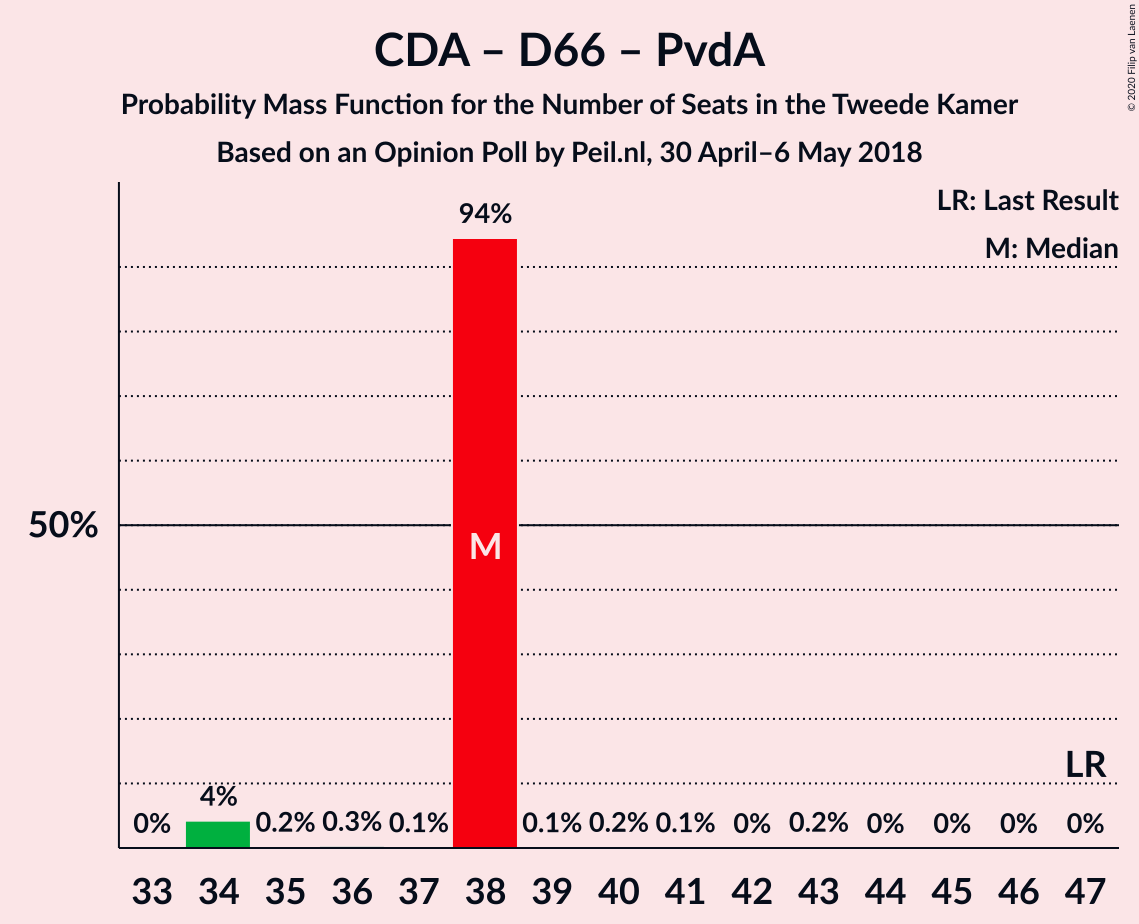 CDA – D66 – PvdA
Probability Mass Function for the Number of Seats in the Tweede Kamer
Based on an Opinion Poll by Peil.nl, 30 April–6 May 2018
© 2020 Filip van Laenen
LR: Last Result
M: Median
94%
50%
M
LR
0% 4% 0.2% 0.3% 0.1% 0.1% 0.2% 0.1% 0% 0.2% 0% 0% 0% 0%
33 34 35 36 37 38 39 40 41 42 43 44 45 46 47